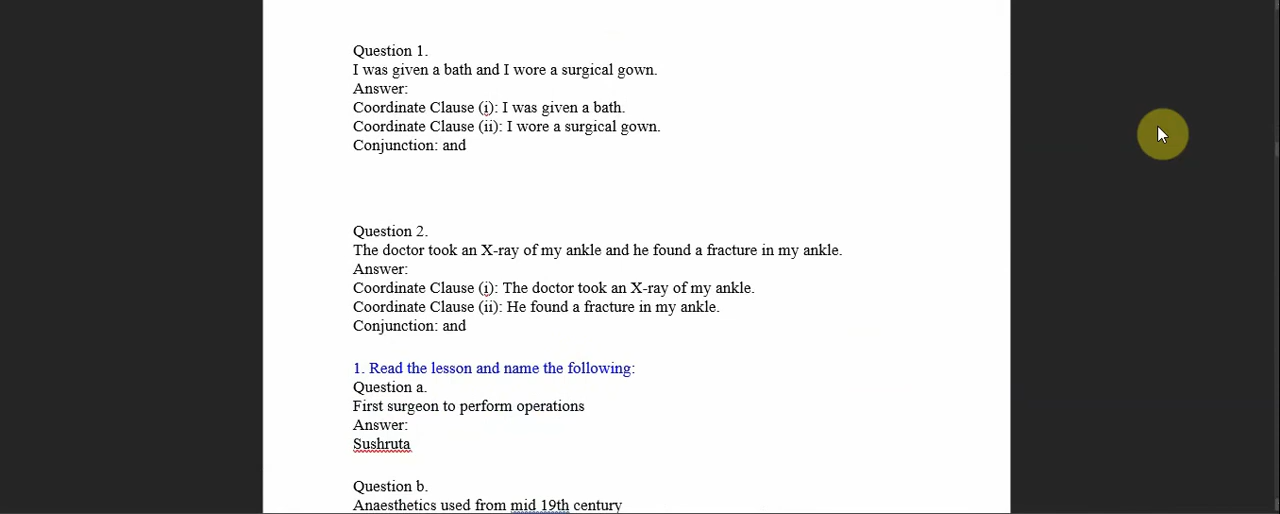 Question 1.
I was given a bath and I wore a surgical gown.
Answer:
Coordinate Clause (i): I was given a bath.
Coordinate Clause (ii): I wore a surgical gown.
Conjunction: and
Question 2.
The doctor took an X-ray of my ankle and he found a fracture in my ankle.
Answer:
Coordinate Clause (i): The doctor took an X-ray of my ankle.
Coordinate Clause (ii): He found a fracture in my ankle.
Conjunction: and
1. Read the lesson and name the following:
Question a.
First surgeon to perform operations
Answer:
Sushruta
Question b.
Anaesthetics used from mid 19th century